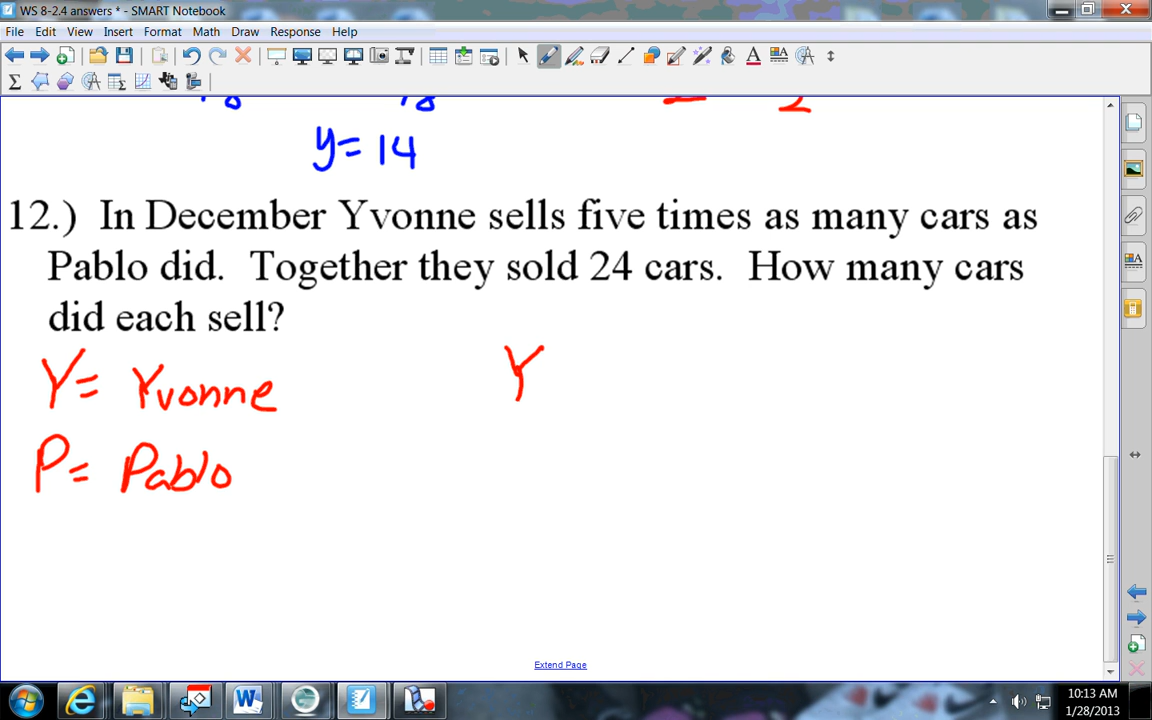 WS 8-2.4 answers * - SMART Notebook
File Edit View Insert Format Math Draw Response Help
y= 14
12.) In December Yvonne sells five times as many cars as
Pablo did. Together they sold 24 cars. How many cars
did each sell?
Y= Yvonne
Y
P= Pablo
Extend Page
10:13 AM
1/28/2013